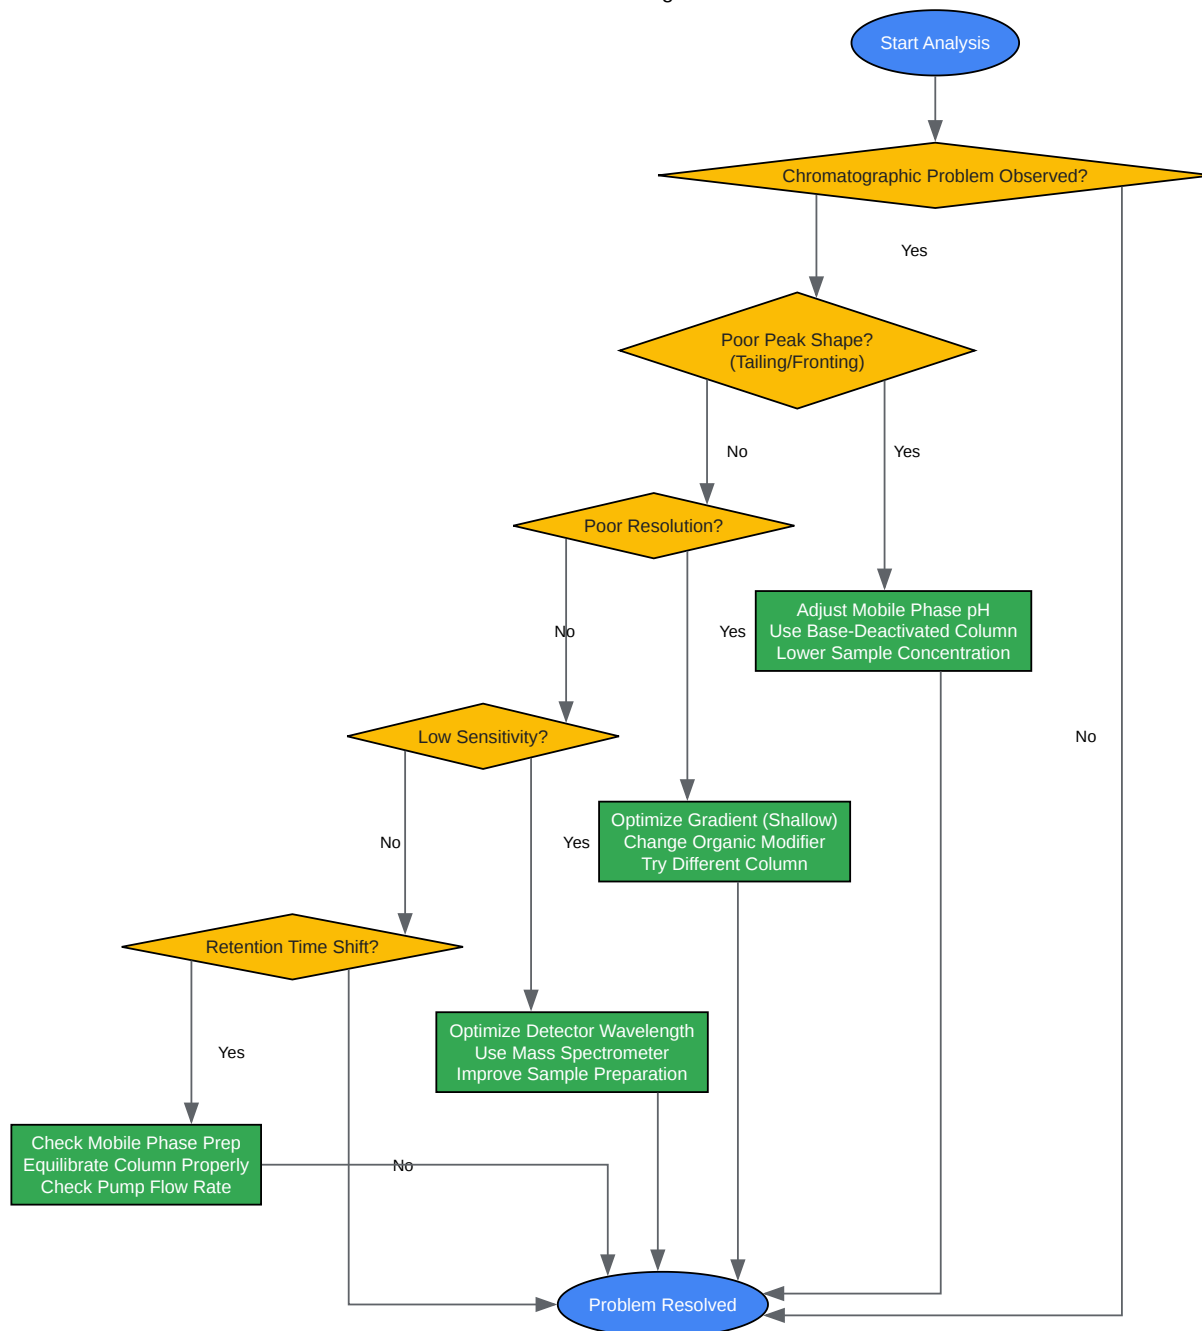 Start Analysis
Chromatographic Problem Observed?
Yes
Poor Peak Shape?
(Tailing/Fronting)
No
Yes
Poor Resolution?
Adjust Mobile Phase pH
Use Base-Deactivated Column
Lower Sample Concentration
No
Yes
Low Sensitivity?
No
Optimize Gradient (Shallow)
Change Organic Modifier
Try Different Column
No
Yes
Retention Time Shift?
Optimize Detector Wavelength
Use Mass Spectrometer
Improve Sample Preparation
Yes
Check Mobile Phase Prep
Equilibrate Column Properly
Check Pump Flow Rate
No
Problem Resolved